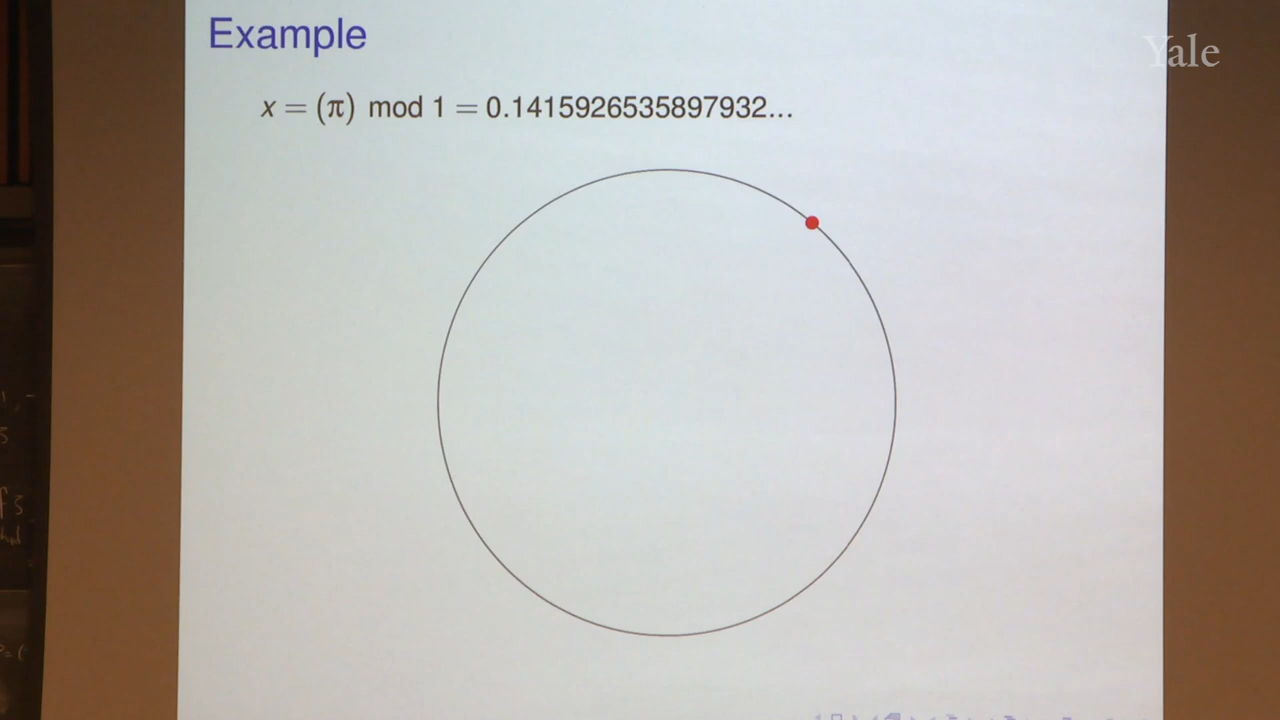 Example
Yale
x = (π) mod 1 = 0.1415926535897932...